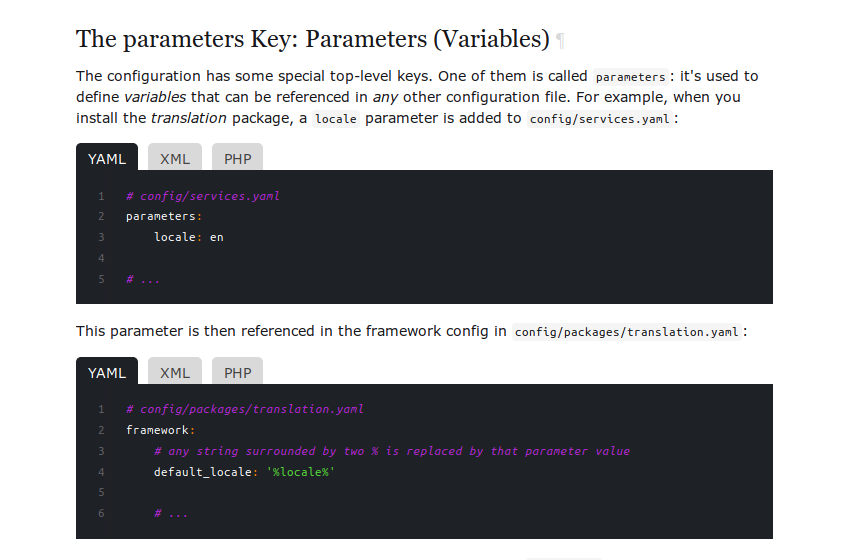 The parameters Key: Parameters (Variables) ¶
The configuration has some special top-level keys. One of them is called parameters: it's used to
define variables that can be referenced in any other configuration file. For example, when you
install the translation package, a locale parameter is added to config/services.yaml:
YAML XML PHP
1 # config/services.yaml
2 parameters:
3     locale: en
4
5 # ...
This parameter is then referenced in the framework config in config/packages/translation.yaml:
YAML XML PHP
1 # config/packages/translation.yaml
2 framework:
3     # any string surrounded by two % is replaced by that parameter value
4     default_locale: '%locale%'
5
6     # ...